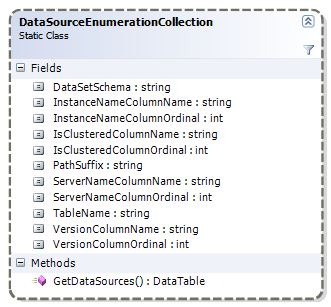 DataSourceEnumerationCollection
Static Class
Fields
DataSetSchema : string
InstanceNameColumnName : string
InstanceNameColumnOrdinal : int
IsClusteredColumnName : string
IsClusteredColumnOrdinal : int
PathSuffix : string
ServerNameColumnName : string
ServerNameColumnOrdinal : int
TableName : string
VersionColumnName : string
VersionColumnOrdinal : int
Methods
GetDataSources() : DataTable